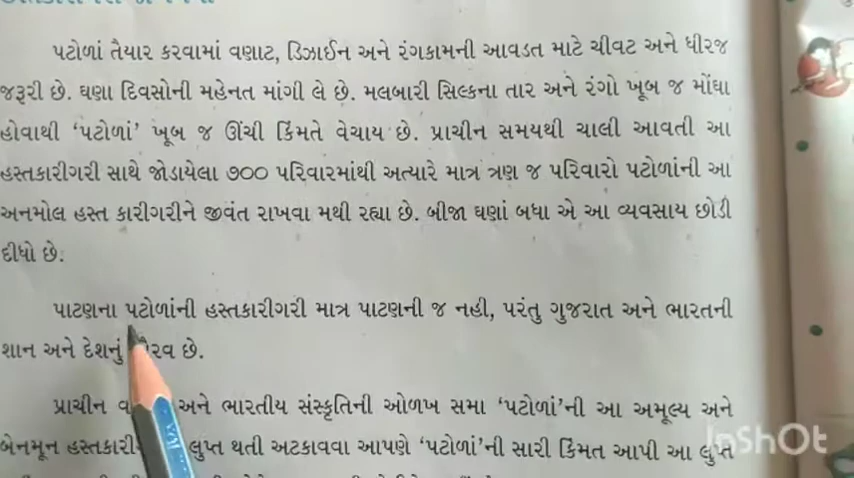 પટોળાં તૈયાર કરવામાં વણાટ, ડિઝાઈન અને રંગકામની આવડત માટે ચીવટ અને ધીરજ
જરૂરી છે. ઘણા દિવસોની મહેનત માંગી લે છે. મલબારી સિલ્કના તાર અને રંગો ખૂબ જ મોંઘા
હોવાથી ‘પટોળાં’ ખૂબ જ ઊંચી કિંમતે વેચાય છે. પ્રાચીન સમયથી ચાલી આવતી આ
હસ્તકારીગરી સાથે જોડાયેલા ૭૦૦ પરિવારમાંથી અત્યારે માત્ર ત્રણ જ પરિવારો પટોળાંની આ
અનમોલ હસ્ત કારીગરીને જીવંત રાખવા મથી રહ્યા છે. બીજા ઘણાં બધા એ આ વ્યવસાય છોડી
દીધો છે.
પાટણના પટોળાંની હસ્તકારીગરી માત્ર પાટણની જ નહી, પરંતુ ગુજરાત અને ભારતની
શાન અને દેશનું છે.
પ્રાચીન અને ભારતીય સંસ્કૃતિની ઓળખ સમા ‘પટોળાં’ની આ અમૂલ્ય અને
બેનમૂન લુપ્ત થતી અટકાવવા આપણે ‘પટોળાં’ની સારી કિંમત આપી આ લુપ્ત
InShOt